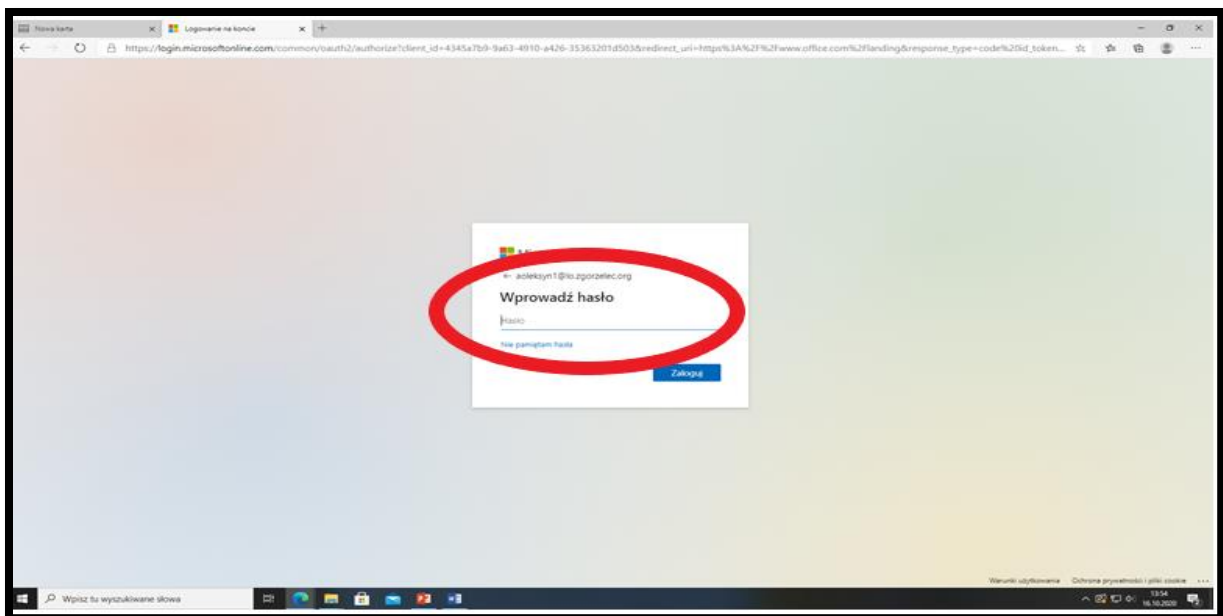 Nowa karta
Logowanie na koncie
https://login.microsoftonline.com/common/oauth2/authorize?client_id=4345a7b9-9a63-4910-a426-35363201d503&redirect_uri=https%3A%2F%2Fwww.office.com%2Flanding&response_type=code%20id_token...
aoleksyn1@lo.zgorzelec.org
Wprowadź hasło
Hasło
Nie pamiętam hasła
Zaloguj
Warunki użytkowania Ochrona prywatności i pliki cookie ...
Wpisz tu wyszukiwane słowa
13:54
16.10.2020